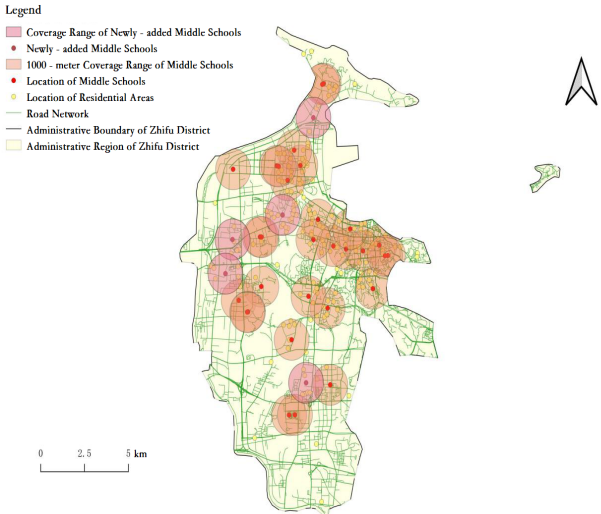 Legend
Coverage Range of Newly - added Middle Schools
Newly - added Middle Schools
1000 - meter Coverage Range of Middle Schools
Location of Middle Schools
Location of Residential Areas
Road Network
Administrative Boundary of Zhifu District
Administrative Region of Zhifu District
0 2.5 5 km